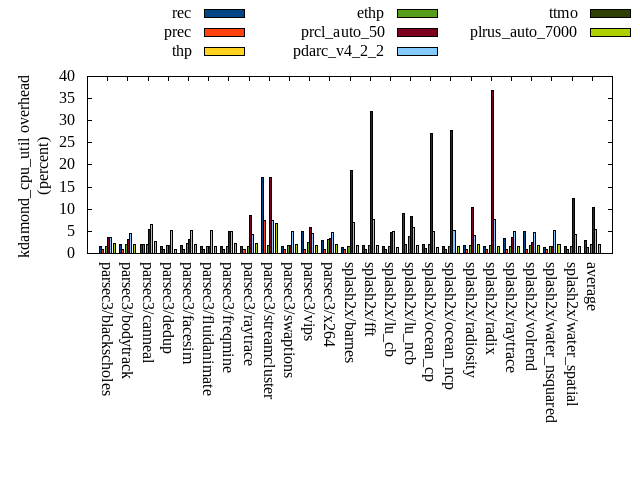 rec
prec
thp
ethp
prcl_auto_50
pdarc_v4_2_2
ttmo
plrus_auto_7000
kdamond_cpu_util overhead
(percent)
40
35
30
25
20
15
10
5
0
parsec3/blackscholes
parsec3/bodytrack
parsec3/canneal
parsec3/dedup
parsec3/facesim
parsec3/fluidanimate
parsec3/freqmine
parsec3/raytrace
parsec3/streamcluster
parsec3/swaptions
parsec3/vips
parsec3/x264
splash2x/barnes
splash2x/fft
splash2x/lu_cb
splash2x/lu_ncb
splash2x/ocean_cp
splash2x/ocean_ncp
splash2x/radiosity
splash2x/radix
splash2x/raytrace
splash2x/volrend
splash2x/water_nsquared
splash2x/water_spatial
average